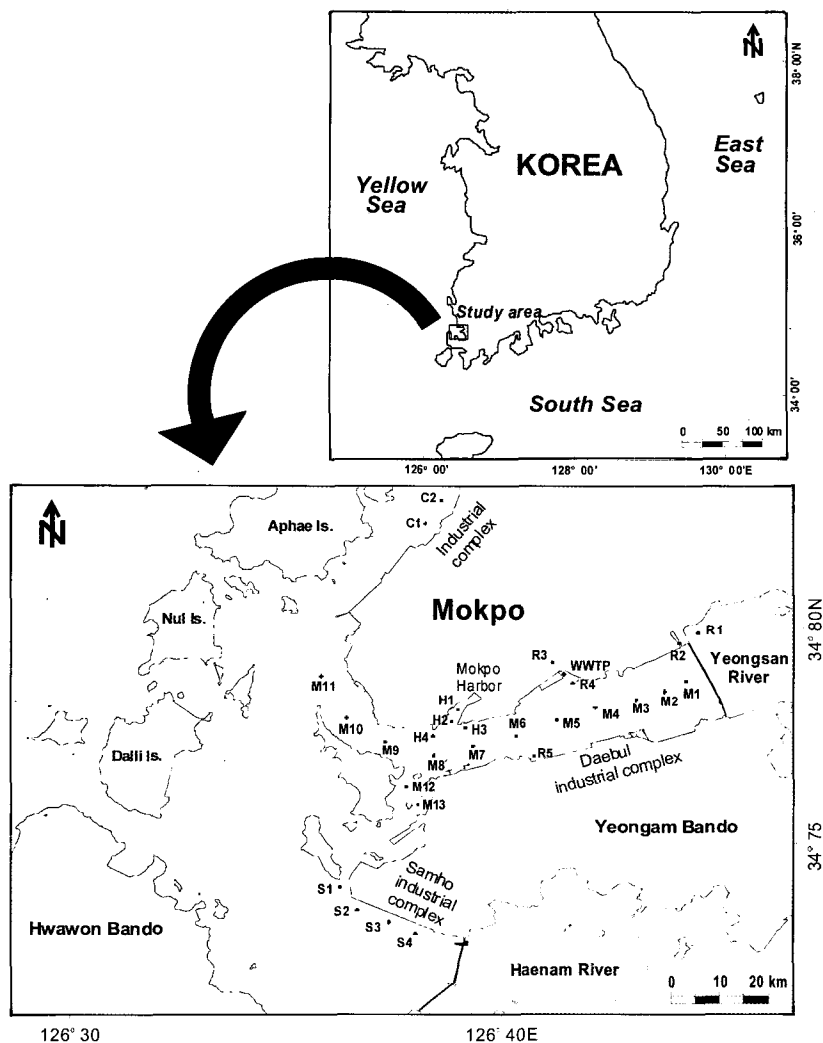 N
38° 00'N
East
Sea
KOREA
Yellow
Sea
36° 00'
Study area
34° 00'
South Sea
0 50 100 km
126° 00'
128° 00'
130° 00'E
N
C2
Aphae Is.
C1
Industrial
complex
Mokpo
34° 80N
Nul Is.
R1
R3
WWTP
R2
Yeongsan
River
Mokpo
Harbor
R4
M11
M1
M2
M3
H1
M4
H2
M6
M5
M10
H3
H4
M9
M7
R5
Dalli Is.
M8
Daebul
industrial complex
M12
M13
Yeongam Bando
34° 75
Samho
industrial
complex
S1
S2
S3
S4
Hwawon Bando
Haenam River
0 10 20 km
126° 30
126° 40E